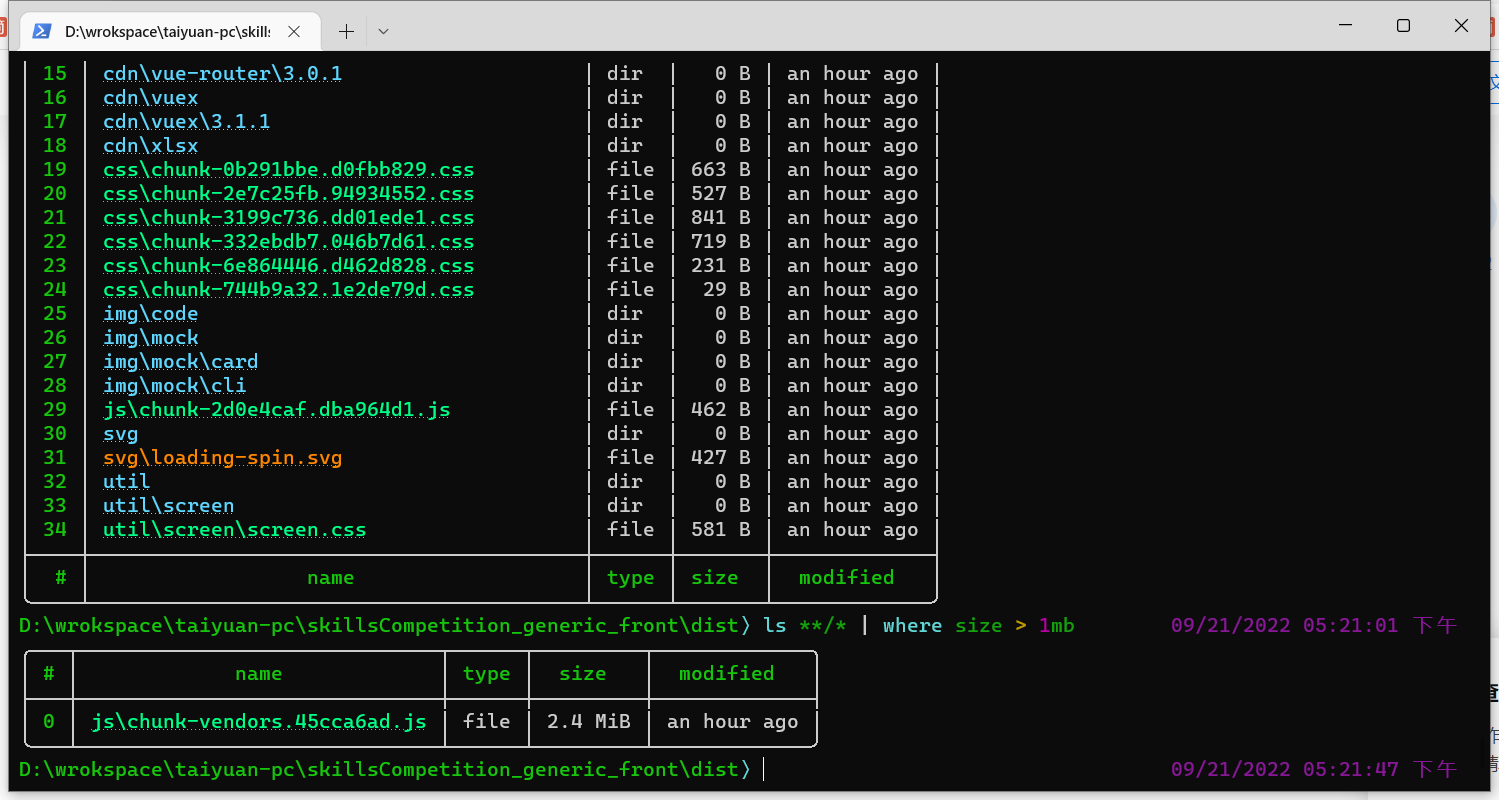 D:\wrokspace\taiyuan-pc\skills
15 cdn\vue-router\3.0.1 dir 0 B an hour ago
16 cdn\vuex dir 0 B an hour ago
17 cdn\vuex\3.1.1 dir 0 B an hour ago
18 cdn\xlsx dir 0 B an hour ago
19 css\chunk-0b291bbe.d0fbb829.css file 663 B an hour ago
20 css\chunk-2e7c25fb.94934552.css file 527 B an hour ago
21 css\chunk-3199c736.dd01ede1.css file 841 B an hour ago
22 css\chunk-332ebdb7.046b7d61.css file 719 B an hour ago
23 css\chunk-6e864446.d462d828.css file 231 B an hour ago
24 css\chunk-744b9a32.1e2de79d.css file 29 B an hour ago
25 img\code dir 0 B an hour ago
26 img\mock dir 0 B an hour ago
27 img\mock\card dir 0 B an hour ago
28 img\mock\cli dir 0 B an hour ago
29 js\chunk-2d0e4caf.dba964d1.js file 462 B an hour ago
30 svg dir 0 B an hour ago
31 svg\loading-spin.svg file 427 B an hour ago
32 util dir 0 B an hour ago
33 util\screen dir 0 B an hour ago
34 util\screen\screen.css file 581 B an hour ago
# name type size modified
D:\wrokspace\taiyuan-pc\skillsCompetition_generic_front\dist〉ls **/* | where size > 1mb 09/21/2022 05:21:01 下午
# name type size modified
0 js\chunk-vendors.45cca6ad.js file 2.4 MiB an hour ago
D:\wrokspace\taiyuan-pc\skillsCompetition_generic_front\dist〉 09/21/2022 05:21:47 下午